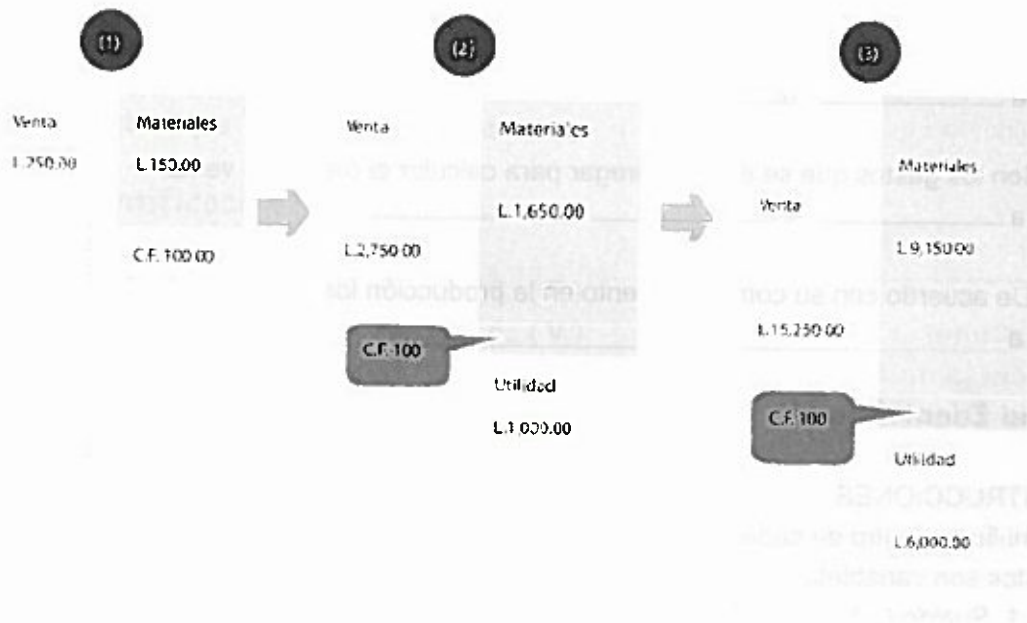 (1)
Venta
Materiales
L.250.00
L.150.00
C.F. 100.00
(2)
Venta
Materiales
L.1,650.00
L.2,750.00
C.F. 100
Utilidad
L.1,000.00
(3)
Materiales
Venta
L.9,150.00
L.15,250.00
C.F. 100
Utilidad
L.6,000.00